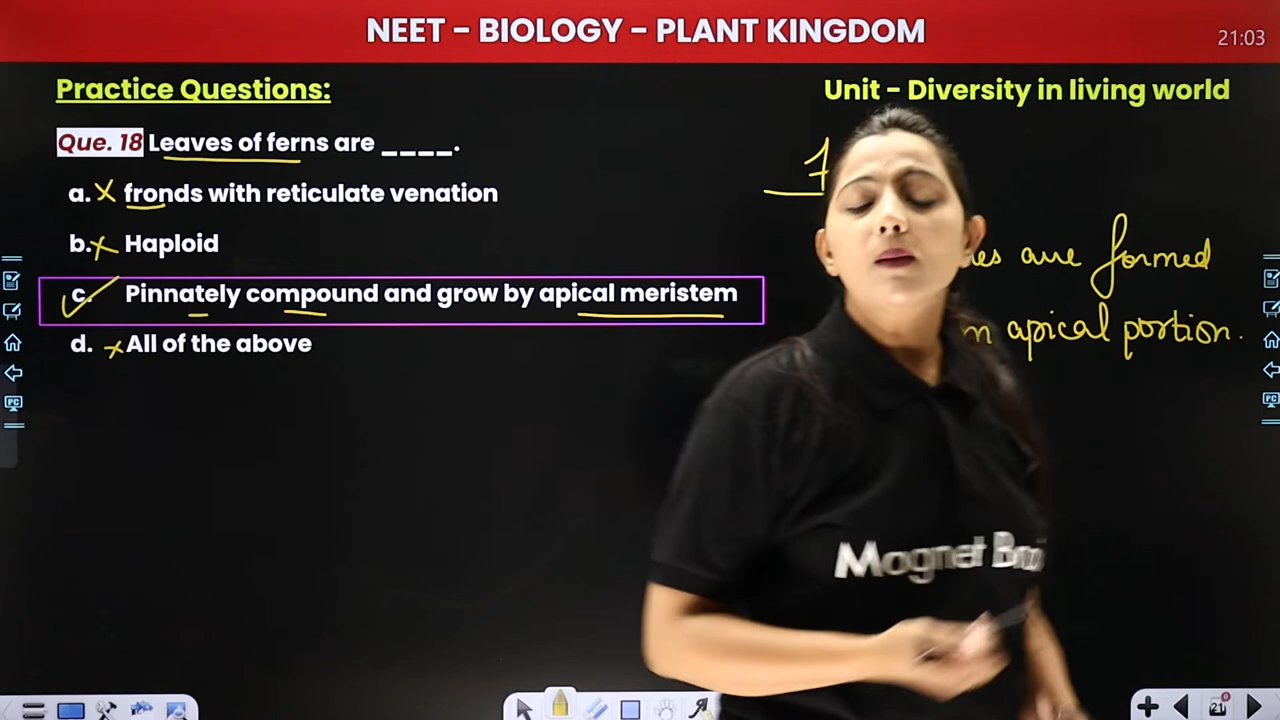 NEET – BIOLOGY – PLANT KINGDOM
21:03
Practice Questions:
Unit – Diversity in living world
Que. 18 Leaves of ferns are ____.
a. fronds with reticulate venation
b. Haploid
c. Pinnately compound and grow by apical meristem
d. All of the above
are formed
apical portion.
Magnet
21